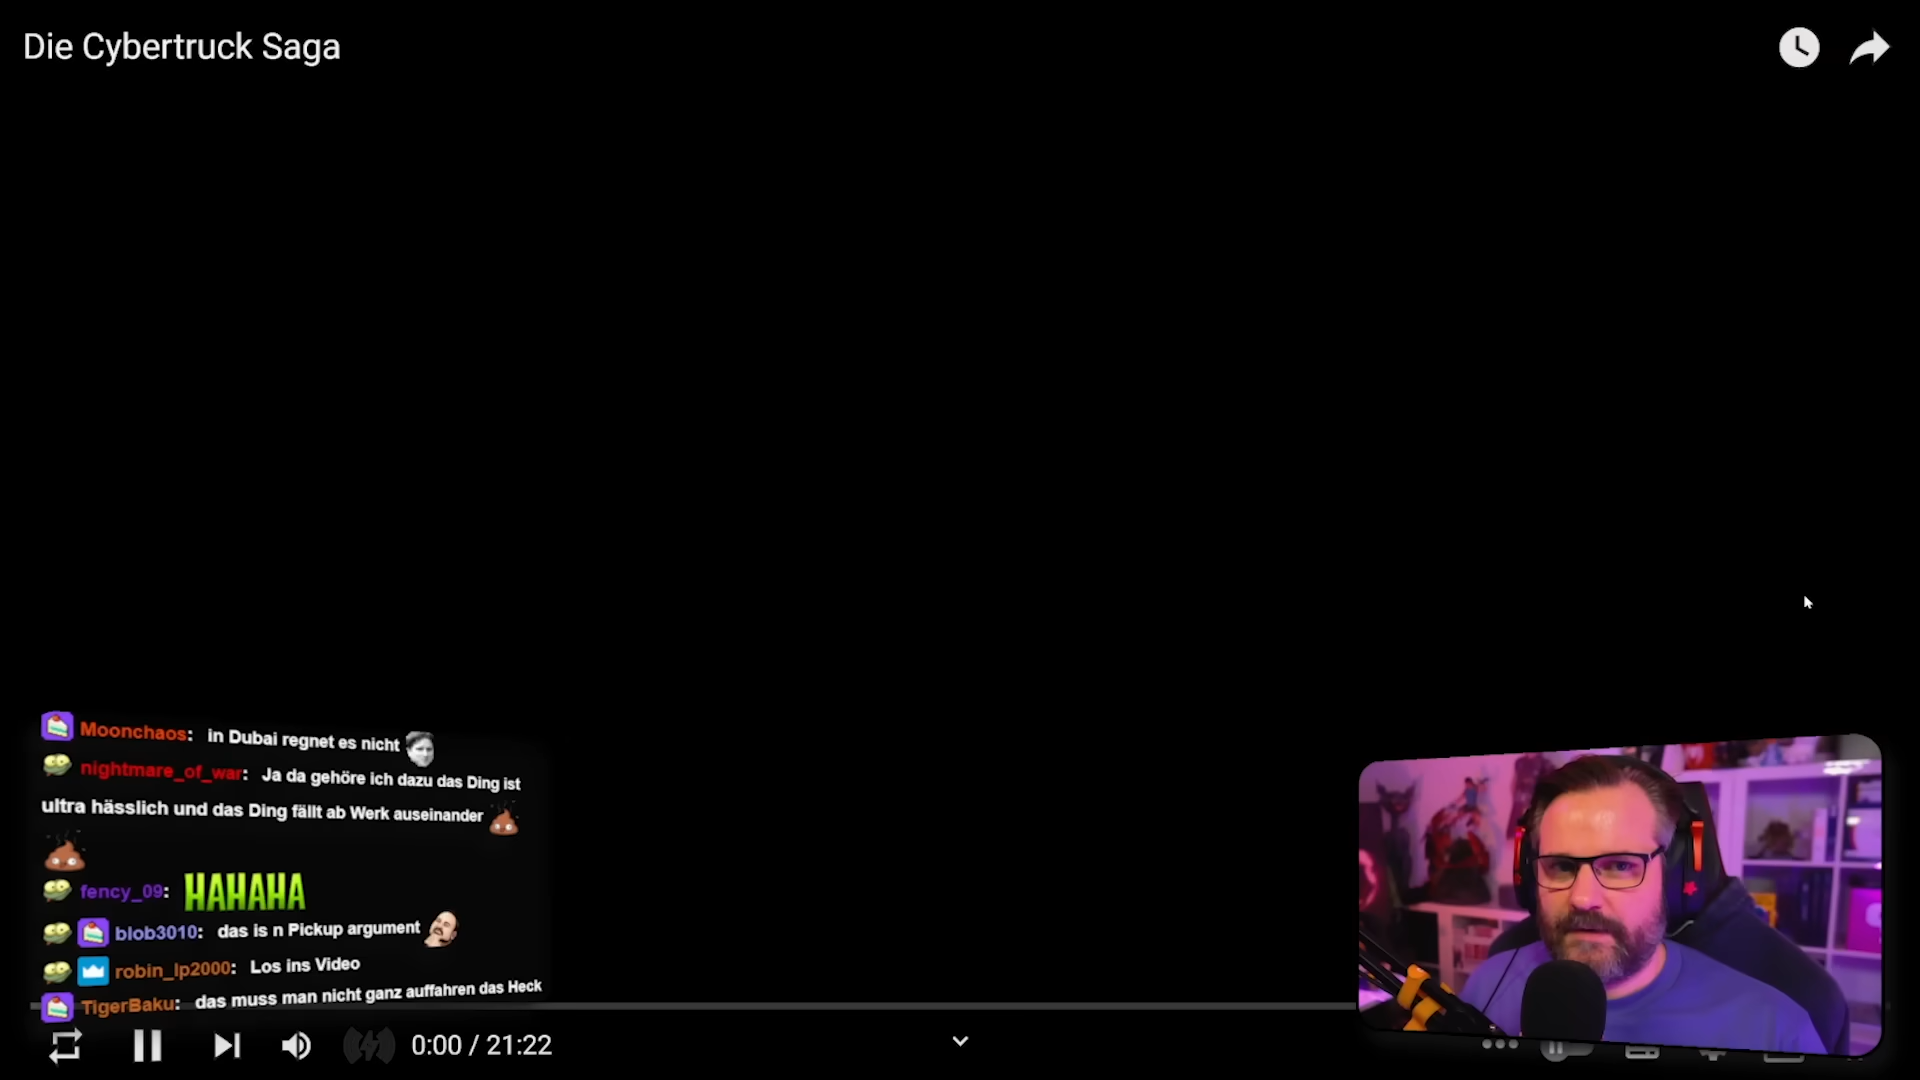 Die Cybertruck Saga
Moonchaos: in Dubai regnet es nicht
nightmare_of_war: Ja da gehöre ich dazu das Ding ist
ultra hässlich und das Ding fällt ab Werk auseinander
fency_09: HAHAHA
blob3010: das is n Pickup argument
robin_lp2000: Los ins Video
TigerBaku: das muss man nicht ganz auffahren das Heck
0:00 / 21:22